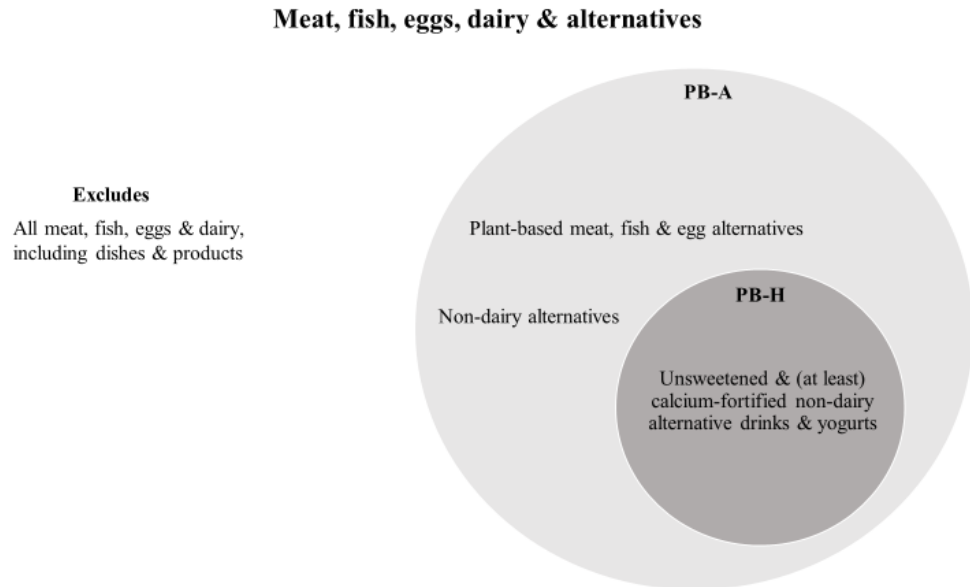 Meat, fish, eggs, dairy & alternatives
PB-A
Excludes
All meat, fish, eggs & dairy,
including dishes & products
Plant-based meat, fish & egg alternatives
PB-H
Non-dairy alternatives
Unsweetened & (at least)
calcium-fortified non-dairy
alternative drinks & yogurts